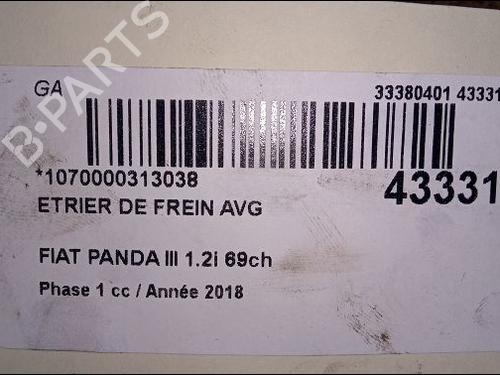 B·PARTS
GA 33380401 43331
*1070000313038 43331
ETRIER DE FREIN AVG
FIAT PANDA III 1.2i 69ch
Phase 1 cc / Année 2018